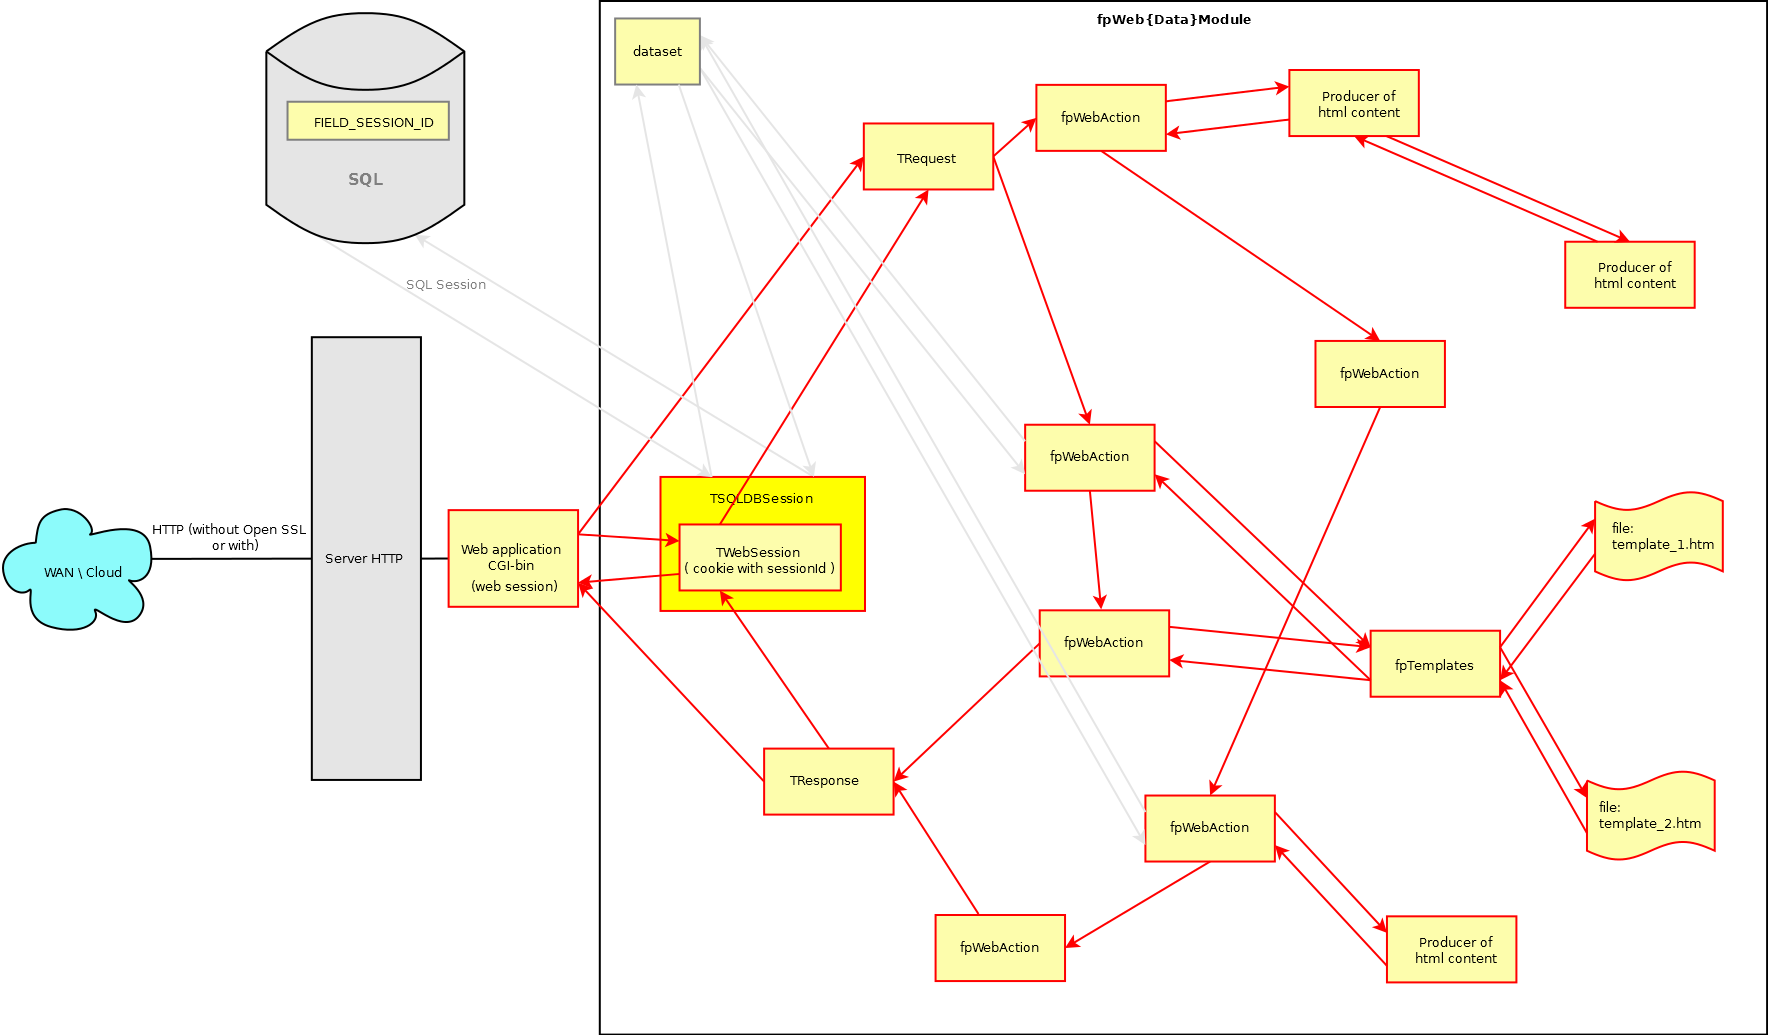 fpWeb{Data}Module
dataset
FIELD_SESSION_ID
SQL
SQL Session
TRequest
fpWebAction
Producer of
html content
Producer of
html content
fpWebAction
fpWebAction
TSQLDBSession
TWebSession
( cookie with sessionId )
HTTP (without Open SSL
or with)
WAN \ Cloud
Server HTTP
Web application
CGI-bin
(web session)
file:
template_1.htm
fpWebAction
fpTemplates
TResponse
file:
template_2.htm
fpWebAction
fpWebAction
Producer of
html content